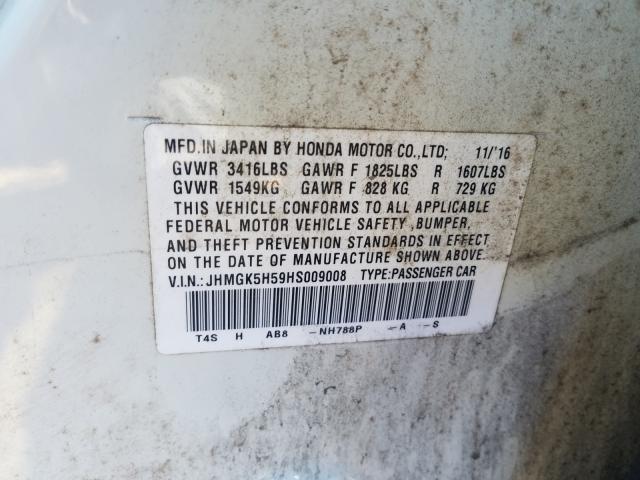 MFD.IN JAPAN BY HONDA MOTOR CO.,LTD; 11/'16
GVWR 3416LBS GAWR F 1825LBS R 1607LBS
GVWR 1549KG GAWR F 828 KG R 729 KG
THIS VEHICLE CONFORMS TO ALL APPLICABLE
FEDERAL MOTOR VEHICLE SAFETY ,BUMPER,
AND THEFT PREVENTION STANDARDS IN EFFECT
ON THE DATE OF MANUFACTURE SHOWN ABOVE.
V.I.N.:JHMGK5H59HS009008 TYPE:PASSENGER CAR
T4S H AB8 -NH788P -A -S